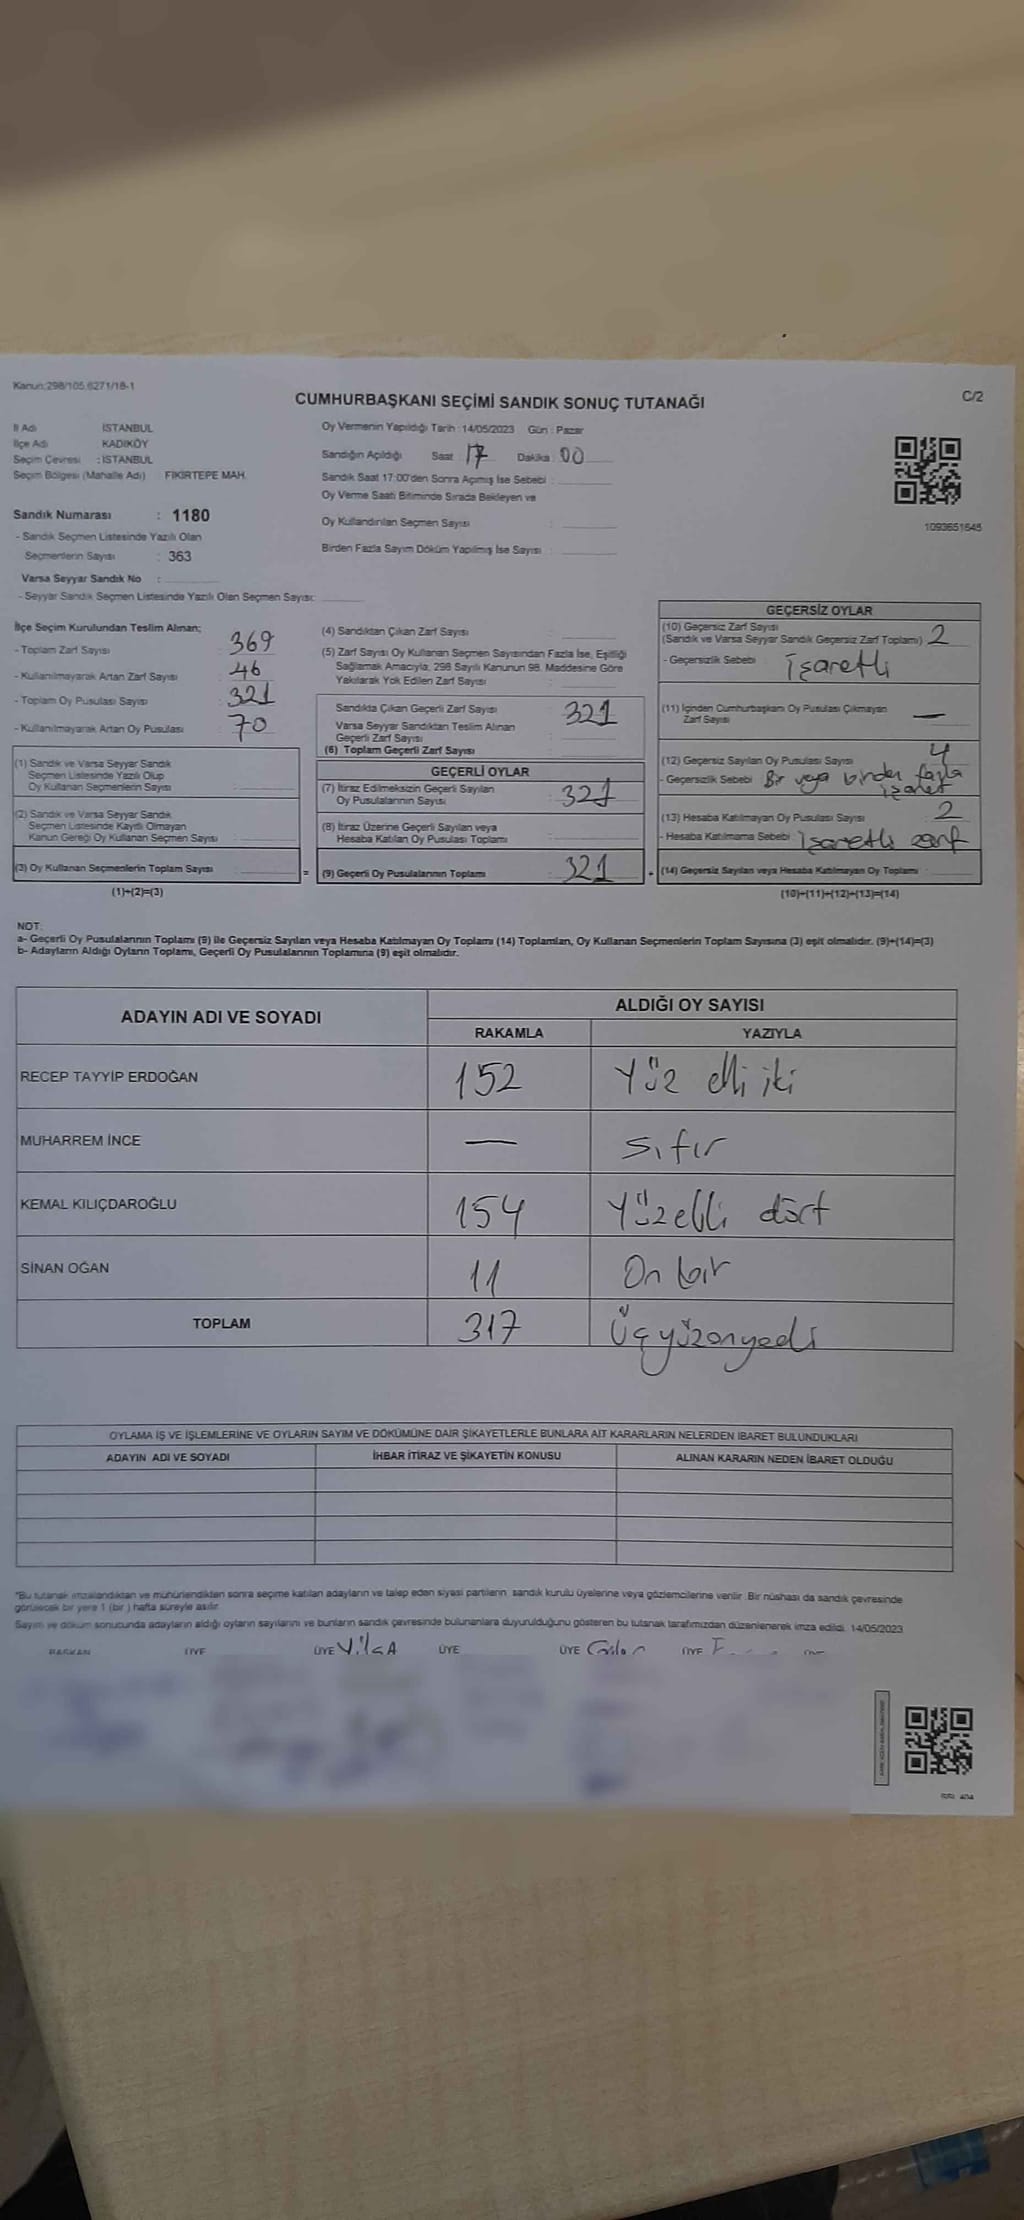 Kanun:298/105.6271/18-1
CUMHURBAŞKANI SEÇİMİ SANDIK SONUÇ TUTANAĞI
C/2
İl Adı : İSTANBUL
İlçe Adı : KADIKÖY
Seçim Çevresi : İSTANBUL
Seçim Bölgesi (Mahalle Adı) FİKİRTEPE MAH.
Sandık Numarası : 1180
- Sandık Seçmen Listesinde Yazılı Olan
Seçmenlerin Sayısı : 363
Varsa Seyyar Sandık No :
- Seyyar Sandık Seçmen Listesinde Yazılı Olan Seçmen Sayısı:
Oy Vermenin Yapıldığı Tarih : 14/05/2023 Gün : Pazar
Sandığın Açıldığı Saat : 17 Dakika : 00
Sandık Saat 17:00'den Sonra Açımış İse Sebebi :
Oy Verme Saati Bitiminde Sırada Bekleyen ve
Oy Kullandırılan Seçmen Sayısı :
Birden Fazla Sayım Döküm Yapılmış İse Sayısı :
1093651645
İlçe Seçim Kurulundan Teslim Alınan;
- Toplam Zarf Sayısı : 369
- Kullanılmayarak Artan Zarf Sayısı : 46
- Toplam Oy Pusulası Sayısı : 321
- Kullanılmayarak Artan Oy Pusulası : 70
(1) Sandık ve Varsa Seyyar Sandık
Seçmen Listesinde Yazılı Olup
Oy Kullanan Seçmenlerin Sayısı :
(2) Sandık ve Varsa Seyyar Sandık
Seçmen Listesinde Kayıtlı Olmayan
Kanun Gereği Oy Kullanan Seçmen Sayısı :
(3) Oy Kullanan Seçmenlerin Toplam Sayısı :
(1)+(2)=(3)
(4) Sandıktan Çıkan Zarf Sayısı :
(5) Zarf Sayısı Oy Kullanan Seçmen Sayısından Fazla İse, Eşitliği
Sağlamak Amacıyla, 298 Sayılı Kanunun 98. Maddesine Göre
Yakılarak Yok Edilen Zarf Sayısı :
Sandıkta Çıkan Geçerli Zarf Sayısı : 321
Varsa Seyyar Sandıktan Teslim Alınan
Geçerli Zarf Sayısı :
(6) Toplam Geçerli Zarf Sayısı :
GEÇERLİ OYLAR
(7) İtiraz Edilmeksizin Geçerli Sayılan
Oy Pusulalarının Sayısı : 321
(8) İtiraz Üzerine Geçerli Sayılan veya
Hesaba Katılan Oy Pusulası Toplamı :
= (9) Geçerli Oy Pusulalarının Toplamı : 321 +
GEÇERSİZ OYLAR
(10) Geçersiz Zarf Sayısı
(Sandık ve Varsa Seyyar Sandık Geçersiz Zarf Toplamı) : 2
- Geçersizlik Sebebi : işaretli
(11) İçinden Cumhurbaşkanı Oy Pusulası Çıkmayan
Zarf Sayısı : —
(12) Geçersiz Sayılan Oy Pusulası Sayısı : 4
- Geçersizlik Sebebi : Bir veya birden fazla
işaret
(13) Hesaba Katılmayan Oy Pusulası Sayısı : 2
- Hesaba Katılmama Sebebi : işaretli zarf
(14) Geçersiz Sayılan veya Hesaba Katılmayan Oy Toplamı :
(10)+(11)+(12)+(13)=(14)
NOT:
a- Geçerli Oy Pusulalarının Toplamı (9) ile Geçersiz Sayılan veya Hesaba Katılmayan Oy Toplamı (14) Toplamları, Oy Kullanan Seçmenlerin Toplam Sayısına (3) eşit olmalıdır. (9)+(14)=(3)
b- Adayların Aldığı Oyların Toplamı, Geçerli Oy Pusulalarının Toplamına (9) eşit olmalıdır.
ADAYIN ADI VE SOYADI ALDIĞI OY SAYISI
RAKAMLA YAZIYLA
RECEP TAYYİP ERDOĞAN 152 Yüz elli iki
MUHARREM İNCE — sıfır
KEMAL KILIÇDAROĞLU 154 Yüzelli dört
SİNAN OĞAN 11 On bir
TOPLAM 317 Üçyüzonyedi
OYLAMA İŞ VE İŞLEMLERİNE VE OYLARIN SAYIM VE DÖKÜMÜNE DAİR ŞİKAYETLERLE BUNLARA AİT KARARLARIN NELERDEN İBARET BULUNDUKLARI
ADAYIN ADI VE SOYADI İHBAR İTİRAZ VE ŞİKAYETİN KONUSU ALINAN KARARIN NEDEN İBARET OLDUĞU
*Bu tutanak imzalandıktan ve mühürlendikten sonra seçime katılan adayların ve talep eden siyasi partilerin sandık kurulu üyelerine veya gözlemcilerine verilir. Bir nüshası da sandık çevresinde
görülecek bir yere 1 (bir ) hafta süreyle asılır.
Sayım ve döküm sonucunda adayların aldığı oyların sayılarını ve bunların sandık çevresinde bulunanlara duyurulduğunu gösteren bu tutanak tarafımızdan düzenlenerek imza edildi. 14/05/2023
BAŞKAN ÜYE ÜYE ÜYE ÜYE ÜYE